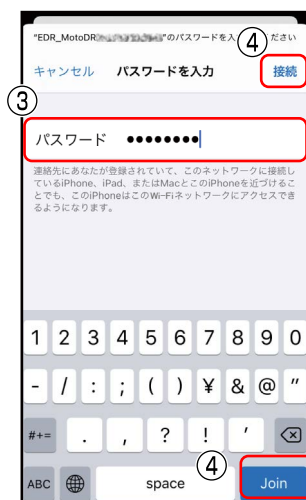 "EDR_MotoDR "のパスワードを入 ださい
④
キャンセル パスワードを入力 接続
③
パスワード ●●●●●●●●
連絡先にあなたが登録されていて、このネットワークに接続し
ているiPhone、iPad、またはMacとこのiPhoneを近づけるこ
とでも、このiPhoneはこのWi-Fiネットワークにアクセスでき
るようになります。
1 2 3 4 5 6 7 8 9 0
- / : ; ( ) ¥ & @ "
#+= . , ? ! '
④
ABC space Join